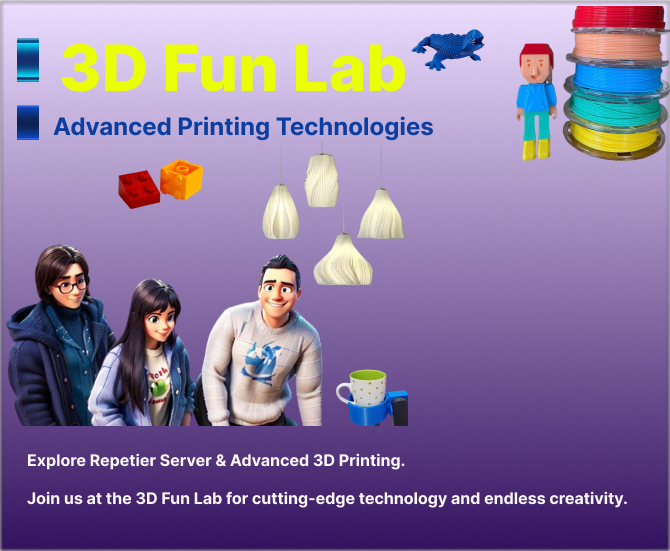 3D Fun Lab
Advanced Printing Technologies
Explore Repetier Server & Advanced 3D Printing.
Join us at the 3D Fun Lab for cutting-edge technology and endless creativity.